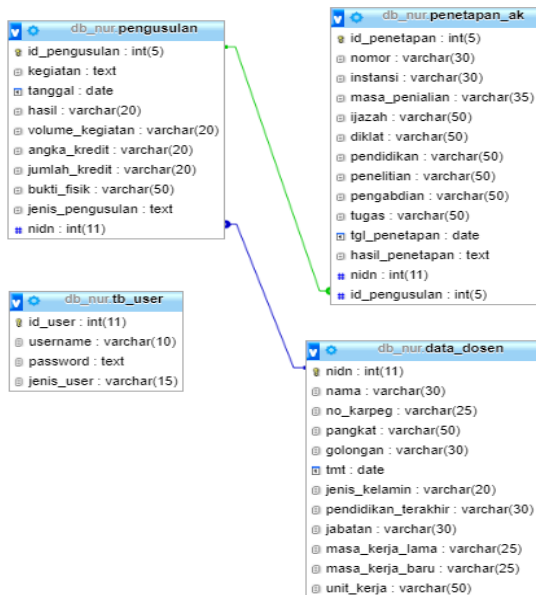 db_nur.pengusulan
id_pengusulan : int(5)
kegiatan : text
tanggal : date
hasil : varchar(20)
volume_kegiatan : varchar(20)
angka_kredit : varchar(20)
jumlah_kredit : varchar(20)
bukti_fisik : varchar(50)
jenis_pengusulan : text
# nidn : int(11)
db_nur.penetapan_ak
id_penetapan : int(5)
nomor : varchar(30)
instansi : varchar(30)
masa_penialian : varchar(35)
ijazah : varchar(50)
diklat : varchar(50)
pendidikan : varchar(50)
penelitian : varchar(50)
pengabdian : varchar(50)
tugas : varchar(50)
tgl_penetapan : date
hasil_penetapan : text
# nidn : int(11)
# id_pengusulan : int(5)
db_nur.tb_user
id_user : int(11)
username : varchar(10)
password : text
jenis_user : varchar(15)
db_nur.data_dosen
nidn : int(11)
nama : varchar(30)
no_karpeg : varchar(25)
pangkat : varchar(50)
golongan : varchar(30)
tmt : date
jenis_kelamin : varchar(20)
pendidikan_terakhir : varchar(30)
jabatan : varchar(30)
masa_kerja_lama : varchar(25)
masa_kerja_baru : varchar(25)
unit_kerja : varchar(50)